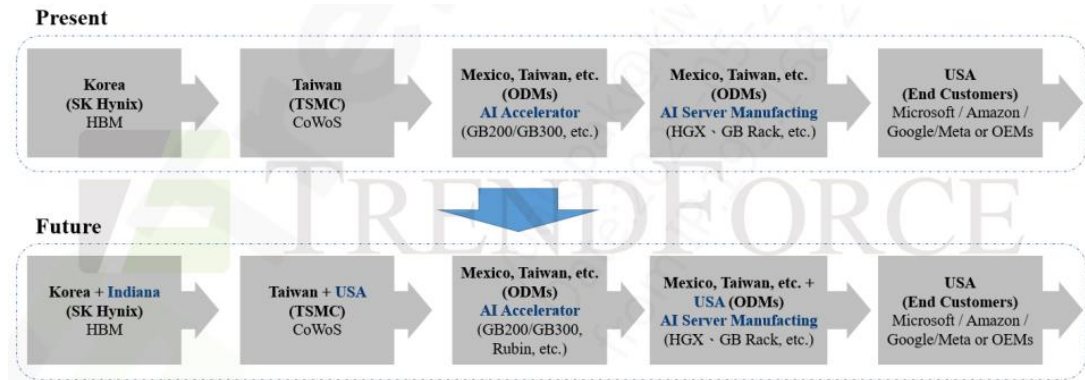 Present
Korea
(SK Hynix)
HBM
Taiwan
(TSMC)
CoWoS
Mexico, Taiwan, etc.
(ODMs)
AI Accelerator
(GB200/GB300, etc.)
Mexico, Taiwan, etc.
(ODMs)
AI Server Manufacting
(HGX、GB Rack, etc.)
USA
(End Customers)
Microsoft / Amazon /
Google/Meta or OEMs
TRENDFORCE
Future
Korea + Indiana
(SK Hynix)
HBM
Taiwan + USA
(TSMC)
CoWoS
Mexico, Taiwan, etc.
(ODMs)
AI Accelerator
(GB200/GB300,
Rubin, etc.)
Mexico, Taiwan, etc. +
USA (ODMs)
AI Server Manufacting
(HGX、GB Rack, etc.)
USA
(End Customers)
Microsoft / Amazon /
Google/Meta or OEMs